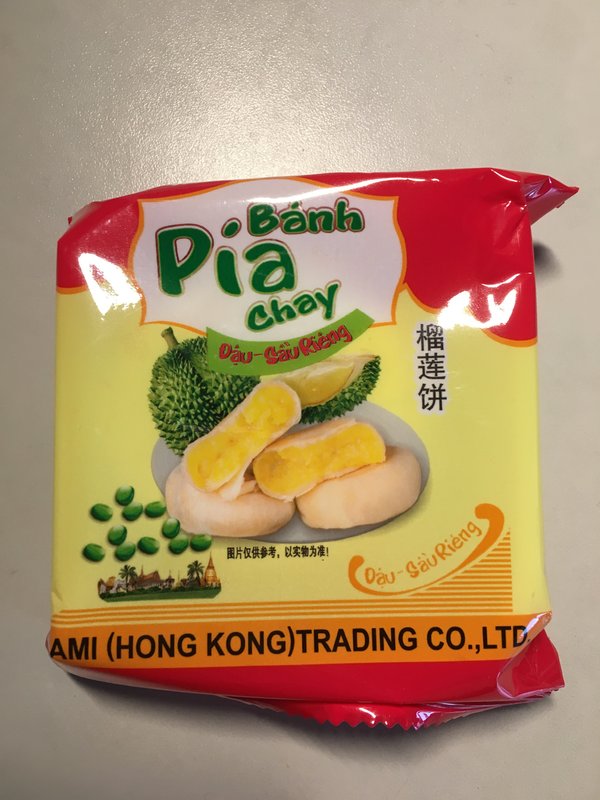 Bánh
Pía
Chay
Đậu-Sầu Riêng
榴莲饼
图片仅供参考，以实物为准！
Đậu-Sầu Riêng
AMI (HONG KONG)TRADING CO.,LTD